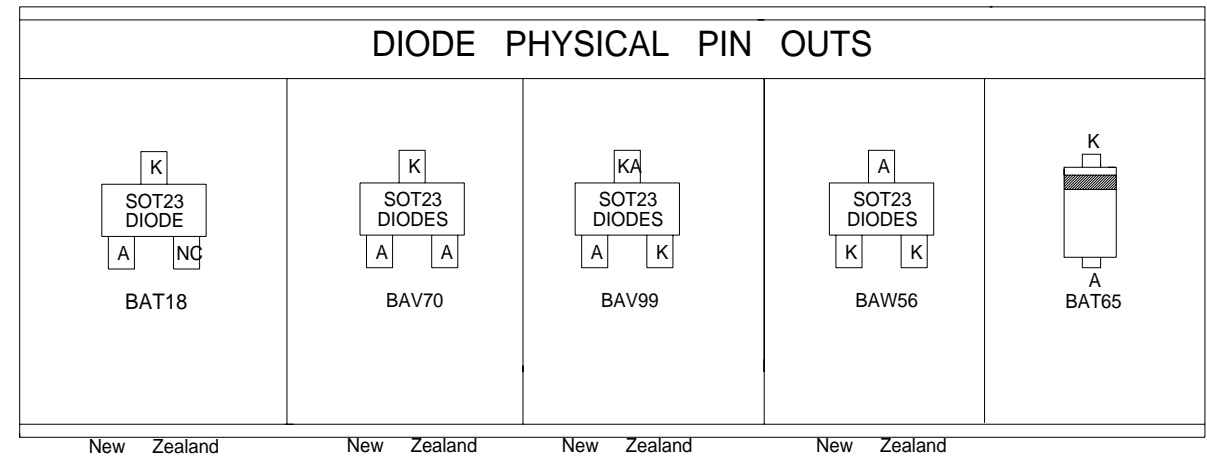 DIODE PHYSICAL PIN OUTS
K
SOT23
DIODE
A NC
BAT18
K
SOT23
DIODES
A A
BAV70
KA
SOT23
DIODES
A K
BAV99
A
SOT23
DIODES
K K
BAW56
K
A
BAT65
New Zealand
New Zealand
New Zealand
New Zealand